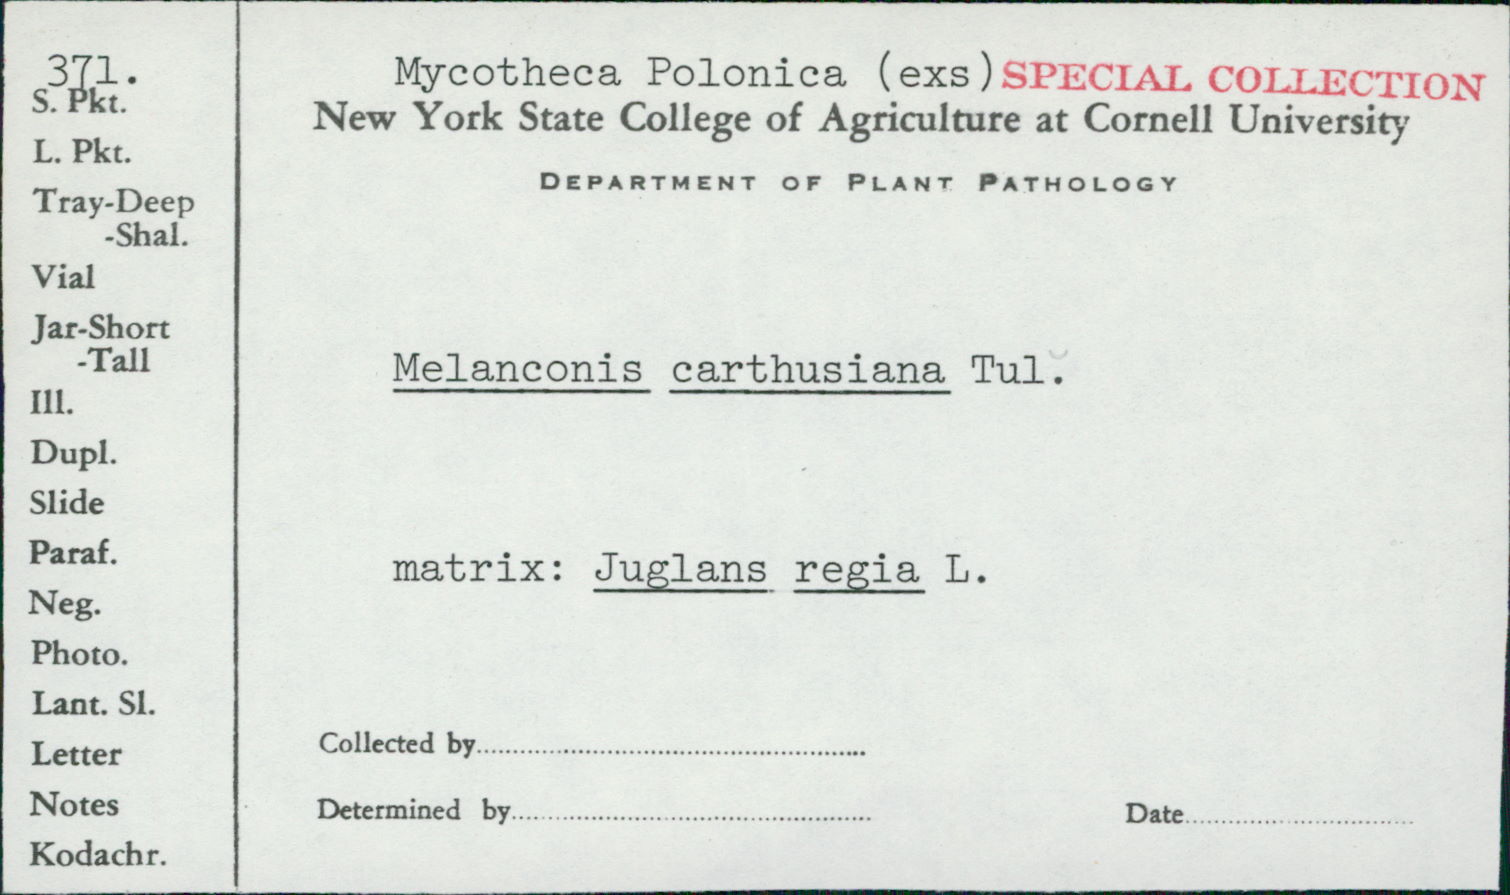 371.
S. Pkt.
L. Pkt.
Tray-Deep
-Shal.
Vial
Jar-Short
-Tall
Ill.
Dupl.
Slide
Paraf.
Neg.
Photo.
Lant. Sl.
Letter
Notes
Kodachr.
Mycotheca Polonica (exs) SPECIAL COLLECTION
New York State College of Agriculture at Cornell University
DEPARTMENT OF PLANT PATHOLOGY
Melanconis carthusiana Tul.
matrix: Juglans regia L.
Collected by
Determined by
Date